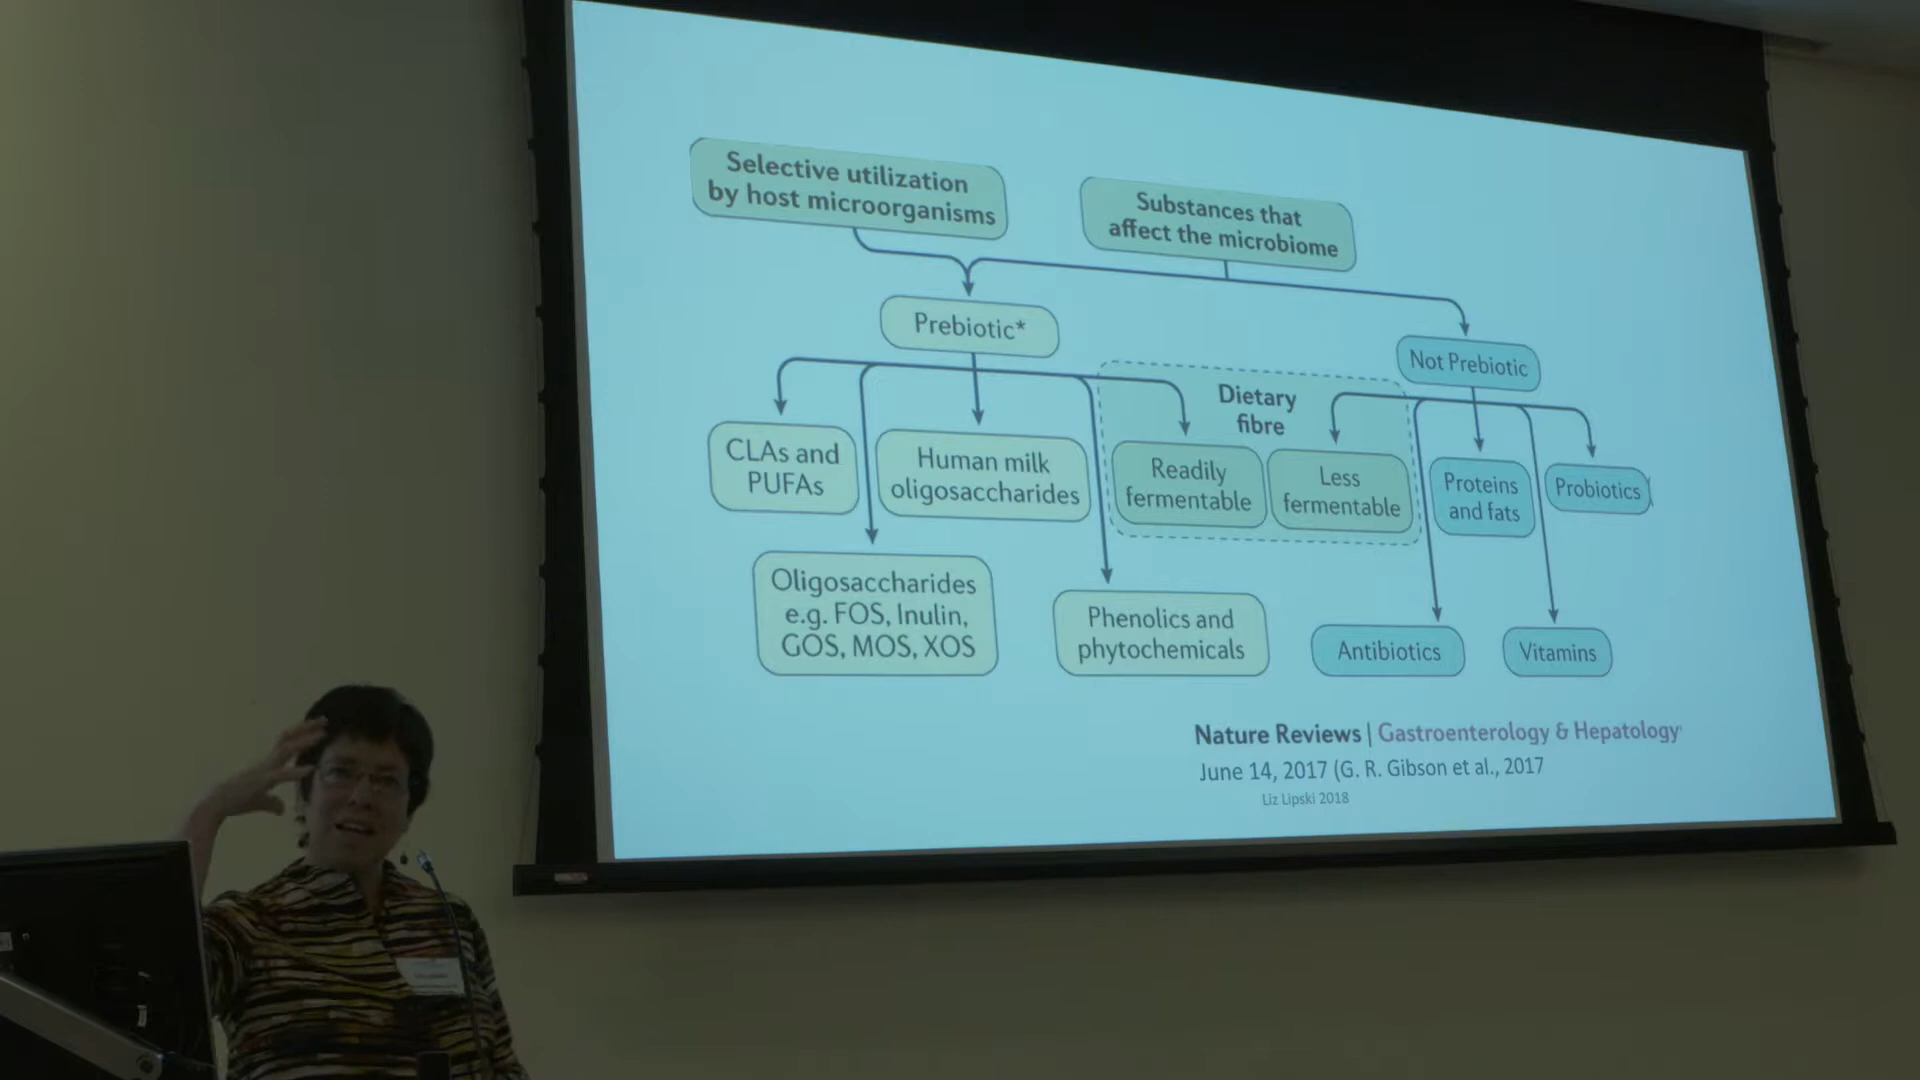 Selective utilization
by host microorganisms
Substances that
affect the microbiome
Prebiotic*
Not Prebiotic
Dietary
fibre
CLAs and
PUFAs
Human milk
oligosaccharides
Readily
fermentable
Less
fermentable
Proteins
and fats
Probiotics
Oligosaccharides
e.g. FOS, Inulin,
GOS, MOS, XOS
Phenolics and
phytochemicals
Antibiotics
Vitamins
Nature Reviews | Gastroenterology & Hepatology
June 14, 2017 (G. R. Gibson et al., 2017
Liz Lipski 2018